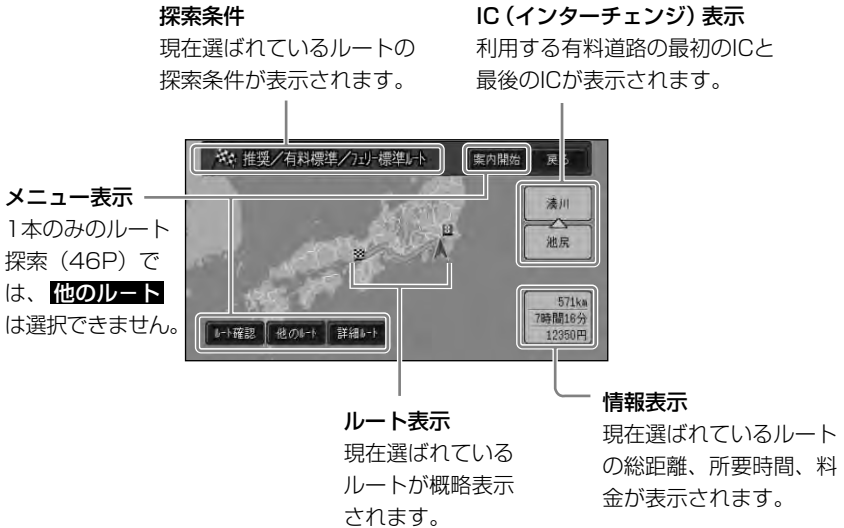 探索条件
現在選ばれているルートの
探索条件が表示されます。
IC（インターチェンジ）表示
利用する有料道路の最初のICと
最後のICが表示されます。
推奨／有料標準／フェリー標準ルート
案内開始
戻る
メニュー表示
1本のみのルート
探索（46P）で
は、他のルート
は選択できません。
湊川
池尻
571km
7時間16分
12350円
ルート確認
他のルート
詳細ルート
ルート表示
現在選ばれている
ルートが概略表示
されます。
情報表示
現在選ばれているルート
の総距離、所要時間、料
金が表示されます。